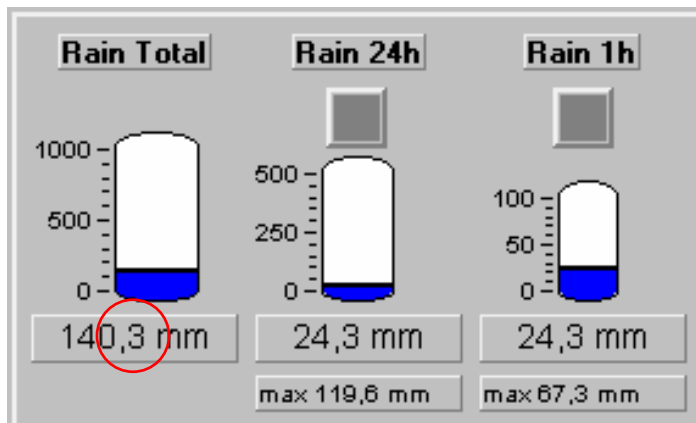 Rain Total
Rain 24h
Rain 1h
1000
500
0
500
250
0
100
50
0
140,3 mm
24,3 mm
24,3 mm
max 119,6 mm
max 67,3 mm